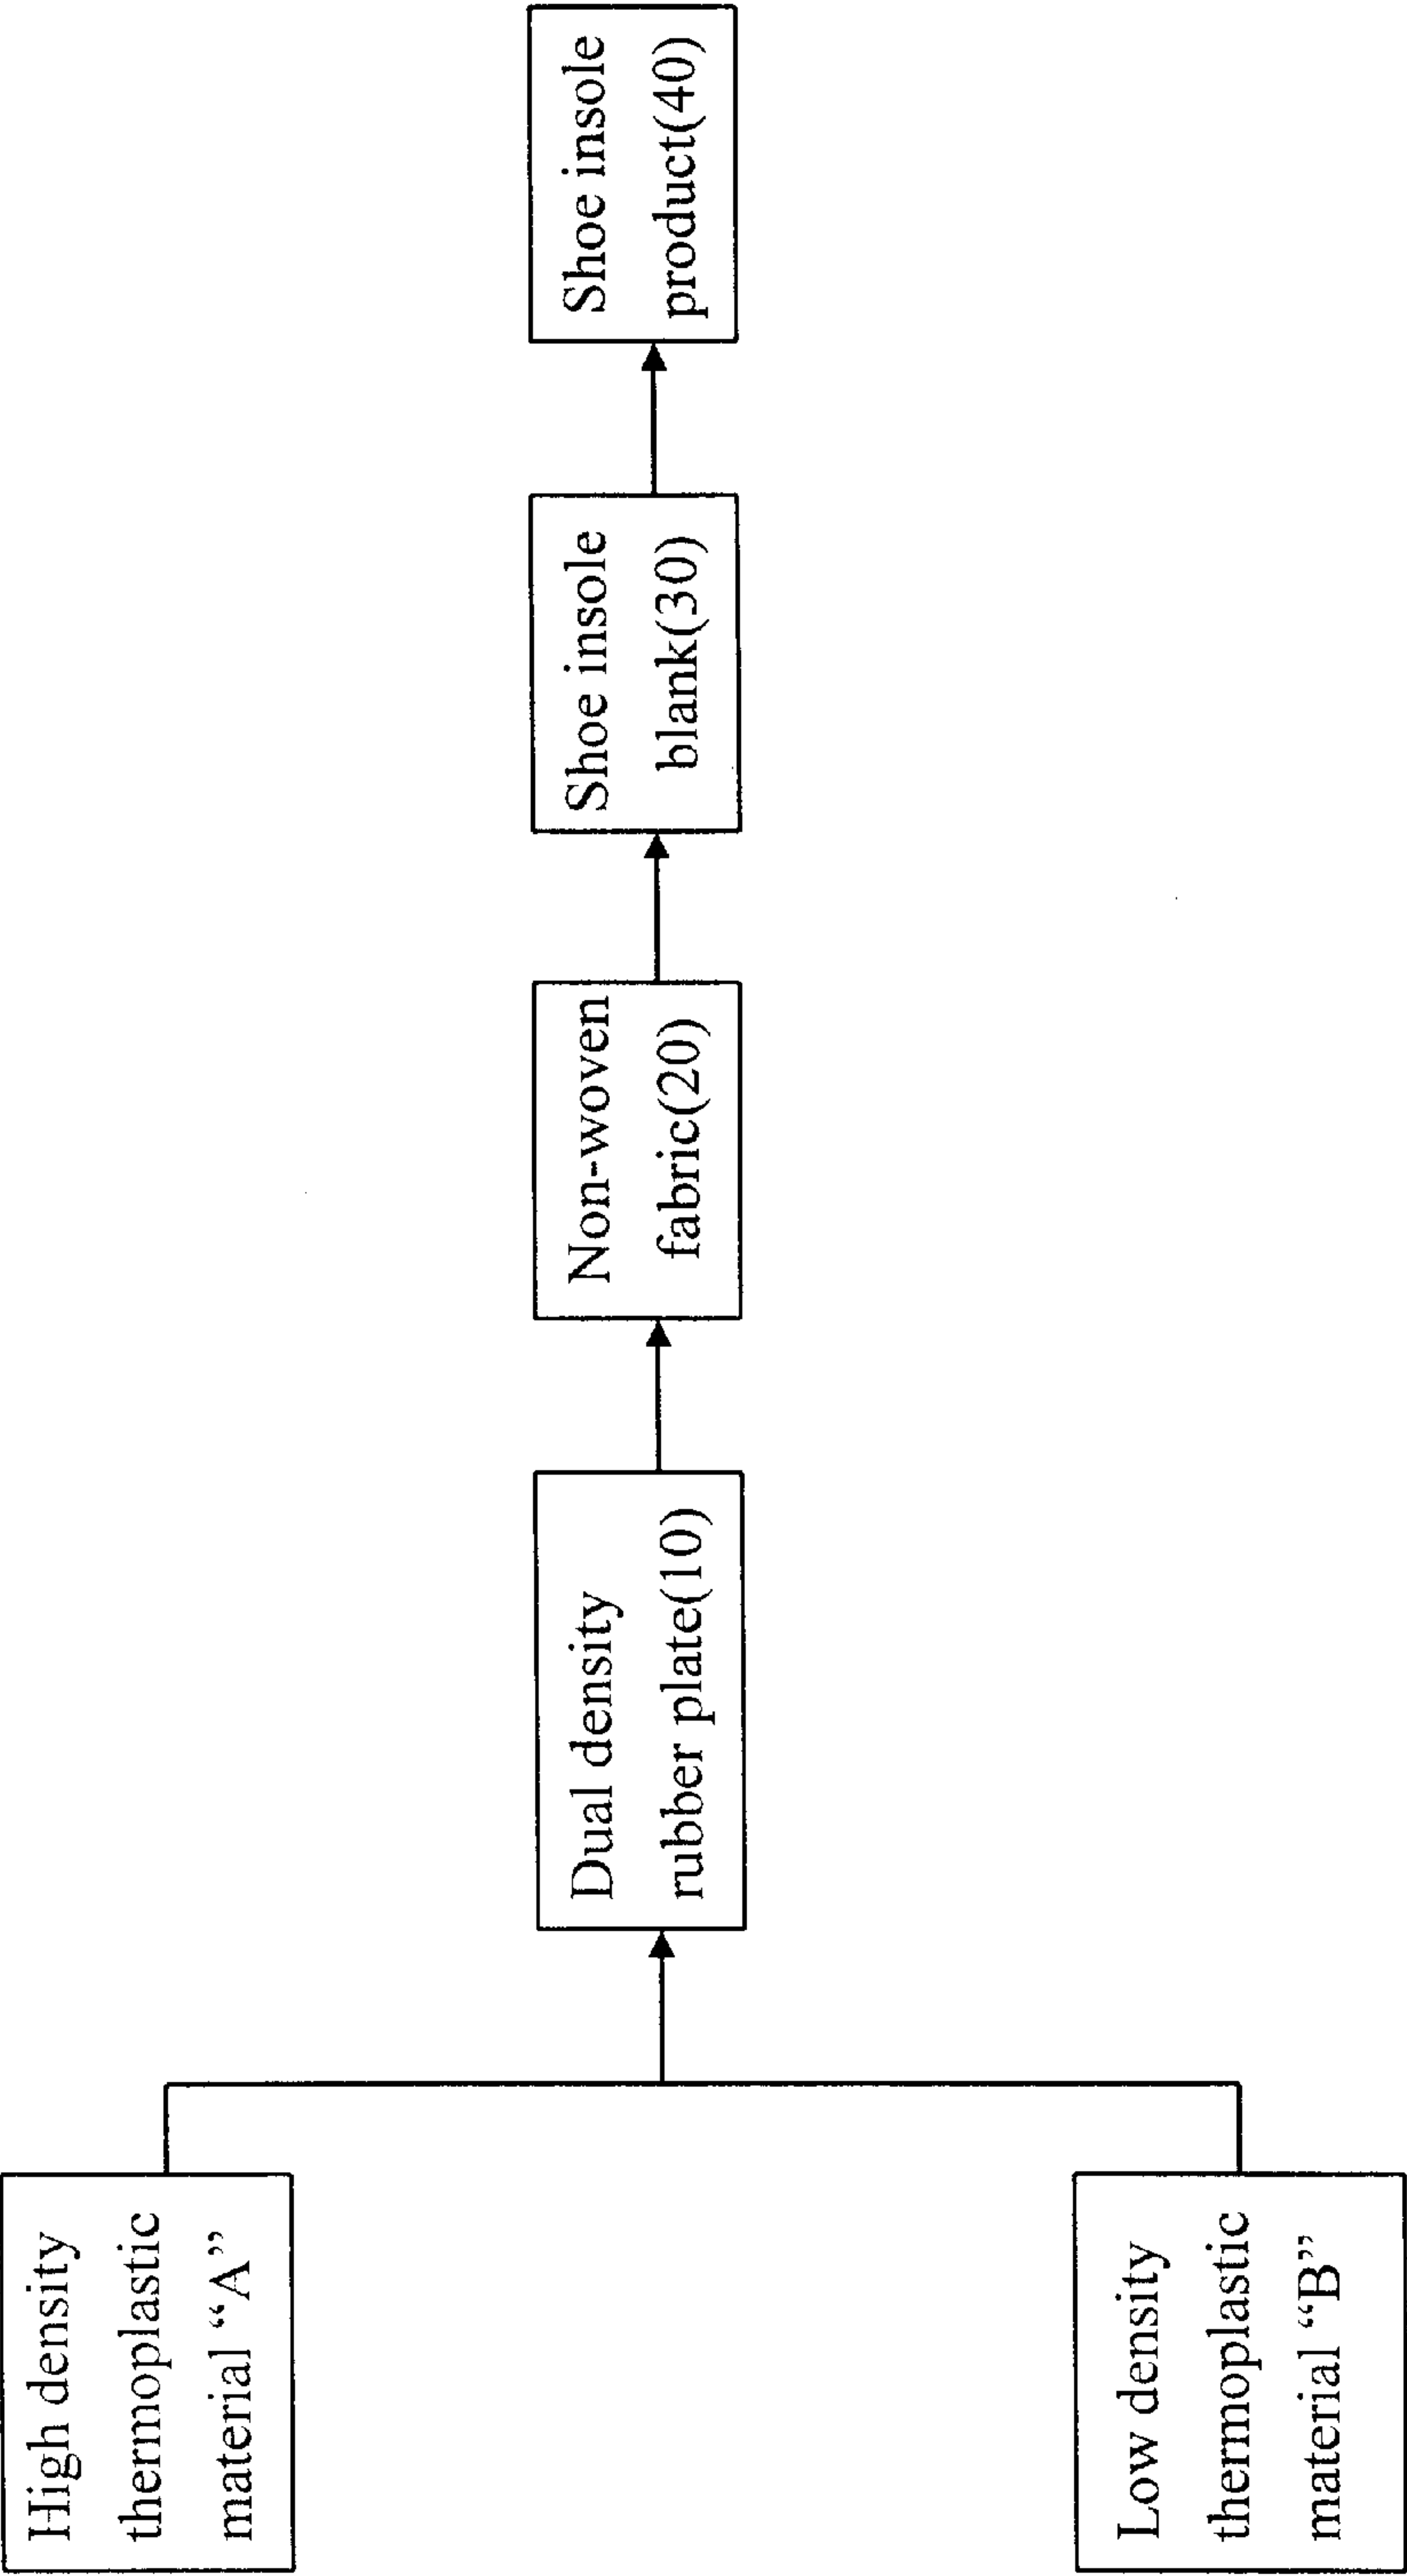 High density
thermoplastic
material “A”
Low density
thermoplastic
material “B”
Dual density
rubber plate(10)
Non-woven
fabric(20)
Shoe insole
blank(30)
Shoe insole
product(40)